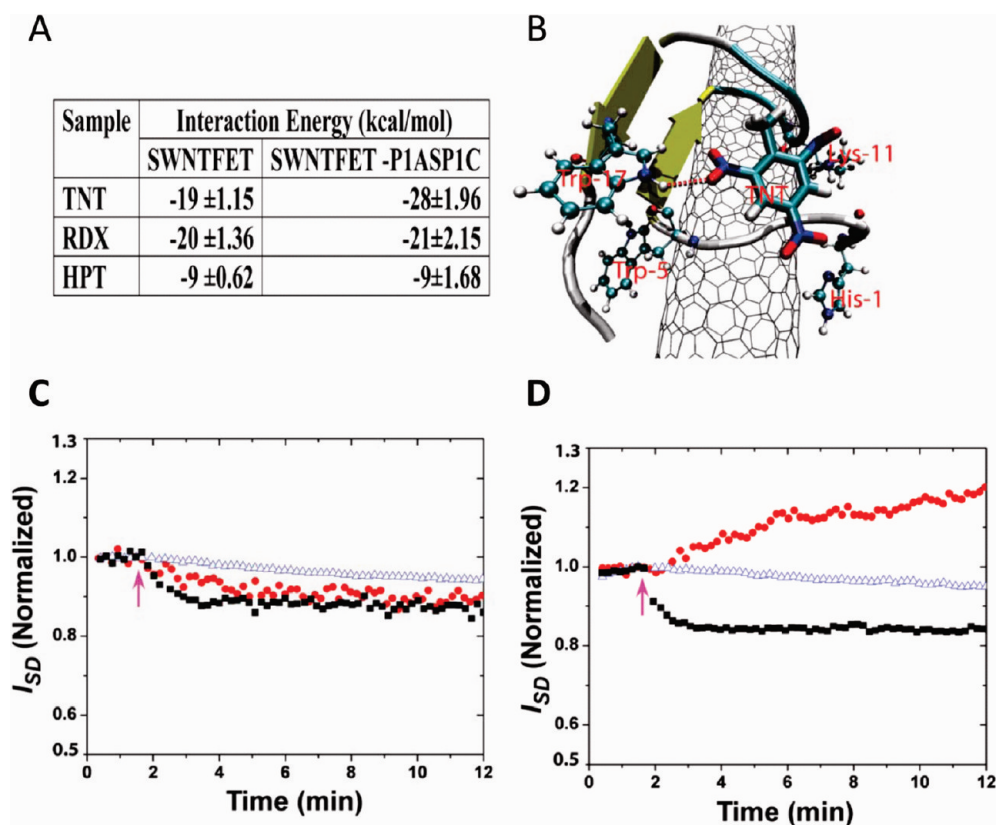 A
Sample Interaction Energy (kcal/mol)
SWNTFET SWNTFET -P1ASP1C
TNT -19 ±1.15 -28±1.96
RDX -20 ±1.36 -21±2.15
HPT -9 ±0.62 -9±1.68
B
Trp-17
Lys-11
TNT
Trp-5
His-1
C
1.3
1.2
1.0
0.8
0.6
0.5
I_SD (Normalized)
0 2 4 6 8 10 12
Time (min)
D
1.3
1.2
1.0
0.8
0.6
0.5
I_SD (Normalized)
0 2 4 6 8 10 12
Time (min)